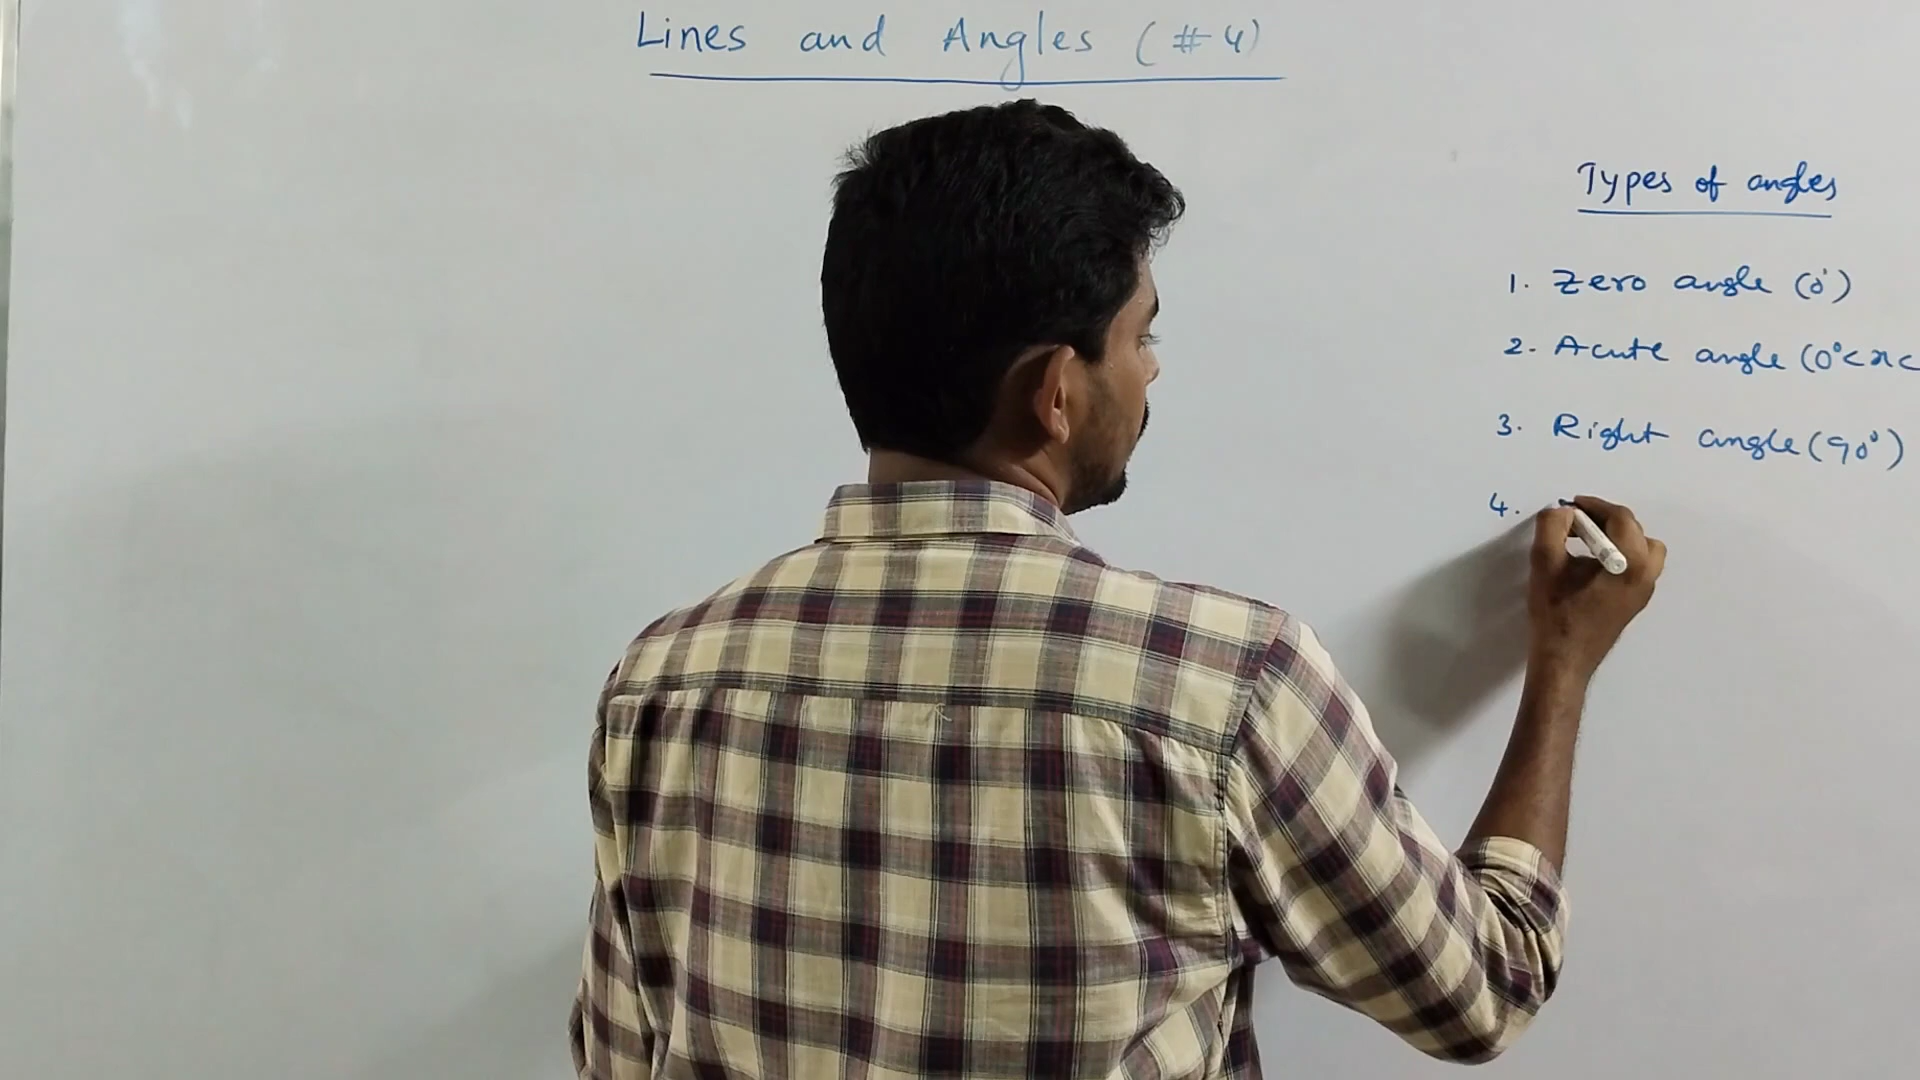 Lines and Angles (#4)
Types of angles
1. Zero angle (0°)
2. Acute angle (0°<x<
3. Right angle (90°)
4.